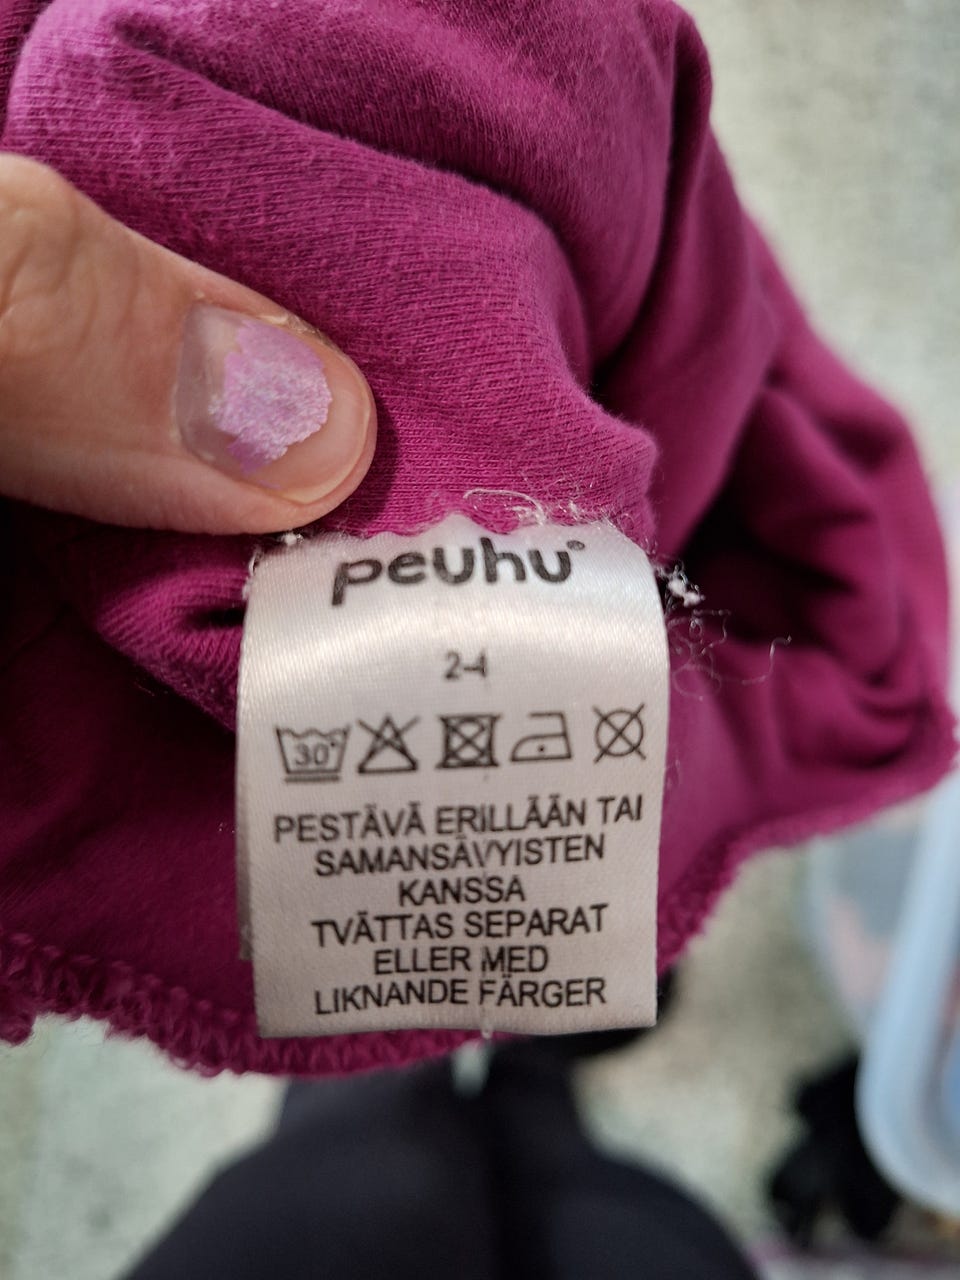 peuhu®
2-4
30°
PESTÄVÄ ERILLÄÄN TAI
SAMANSÄVYISTEN
KANSSA
TVÄTTAS SEPARAT
ELLER MED
LIKNANDE FÄRGER